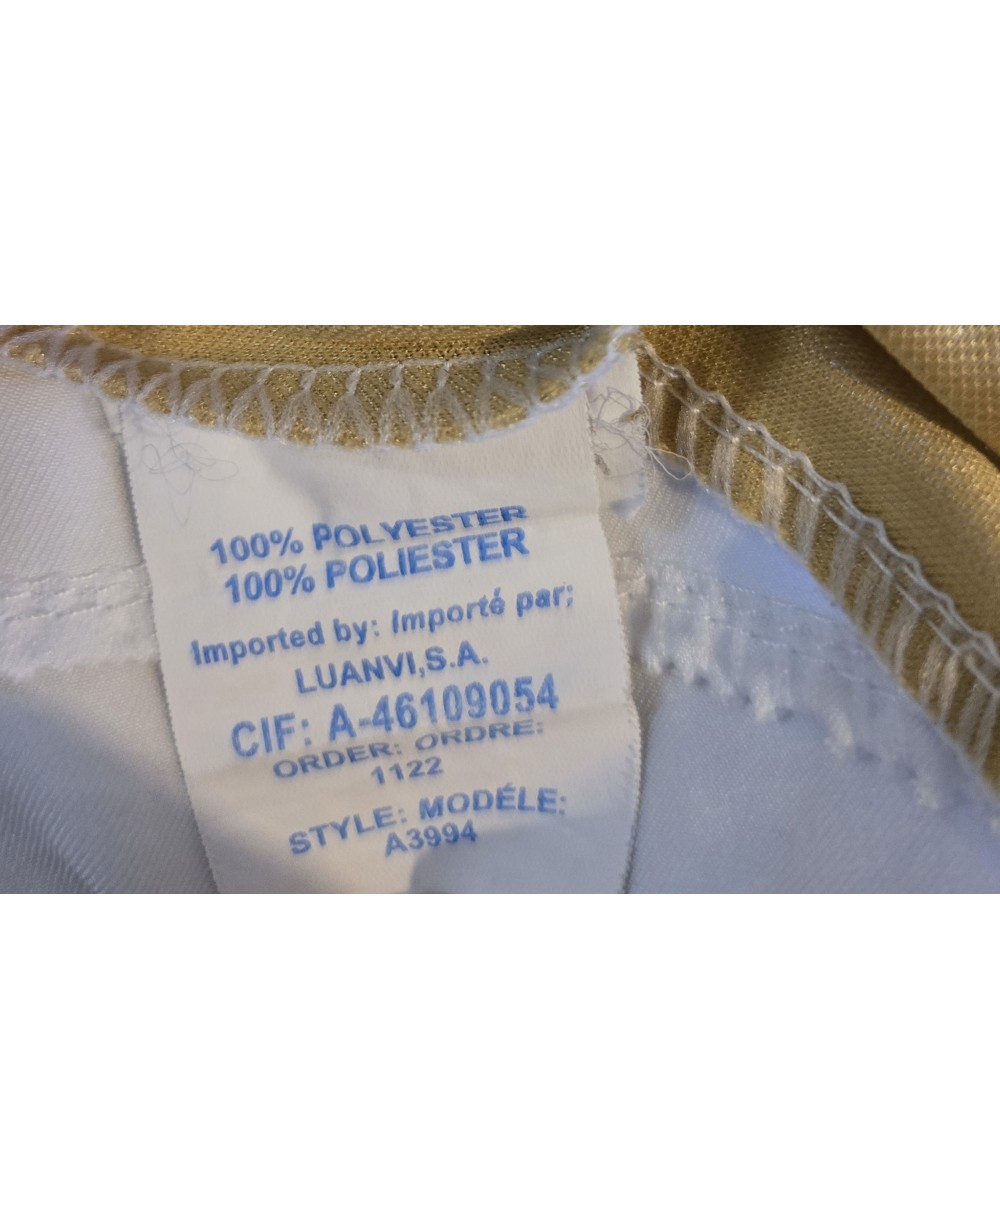 100% POLYESTER
100% POLIESTER
Imported by: Importé par;
LUANVI,S.A.
CIF: A-46109054
ORDER: ORDRE:
1122
STYLE: MODÉLE:
A3994